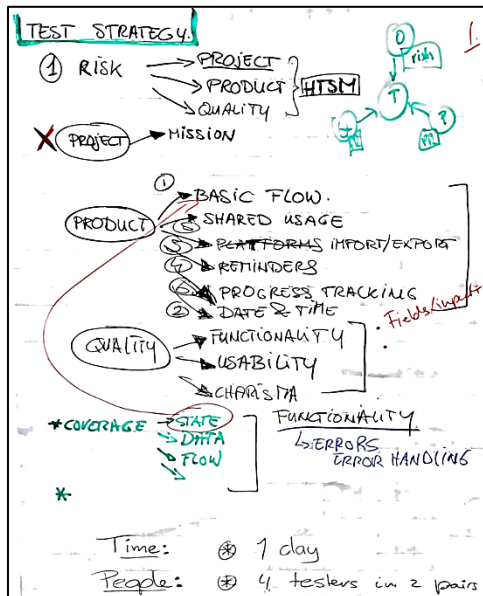 TEST STRATEGY.
1.
① RISK → PROJECT
→ PRODUCT
→ QUALITY
HTSM
O
risk
T
?
X PROJECT → MISSION
① BASIC FLOW.
PRODUCT
SHARED USAGE
⑤ PLATFORMS IMPORT/EXPORT
④ REMINDERS
PROGRESS TRACKING
② DATE & TIME
Fields/input
QUALITY → FUNCTIONALITY
→ USABILITY
→ CHARISMA
* COVERAGE → STATE
→ DATA
→ FLOW
*
FUNCTIONALITY
↳ ERRORS
ERROR HANDLING
Time: ⊛ 1 day
People: ⊛ 4 testers in 2 pairs